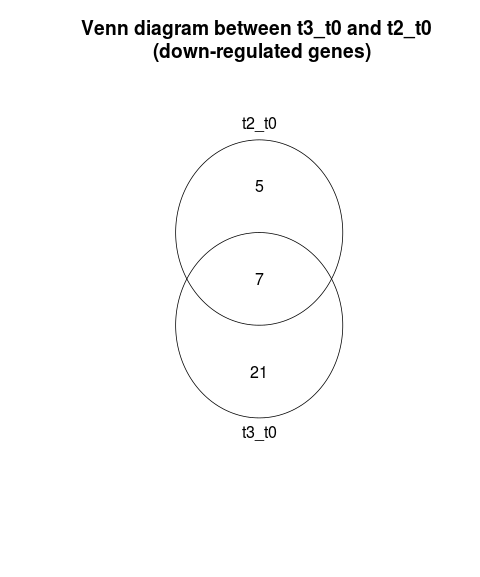 Venn diagram between t3_t0 and t2_t0
(down-regulated genes)
t2_t0
5
7
21
t3_t0